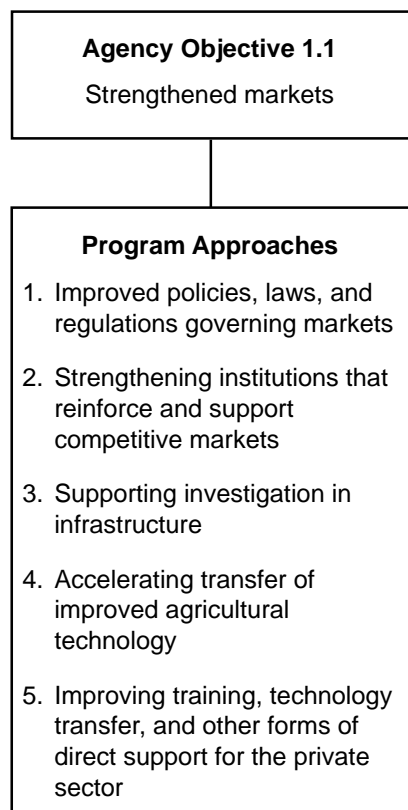 Agency Objective 1.1
Strengthened markets
Program Approaches
1. Improved policies, laws, and
regulations governing markets
2. Strengthening institutions that
reinforce and support
competitive markets
3. Supporting investigation in
infrastructure
4. Accelerating transfer of
improved agricultural
technology
5. Improving training, technology
transfer, and other forms of
direct support for the private
sector